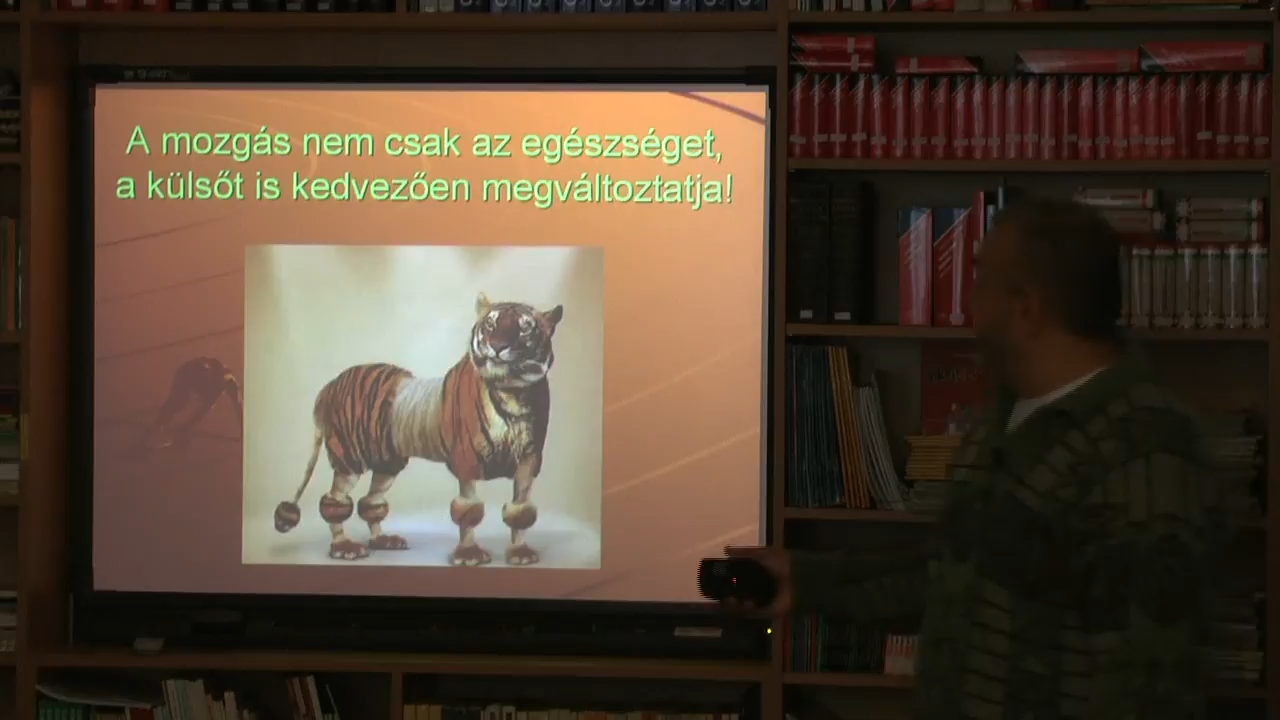 A mozgás nem csak az egészséget,
a külsőt is kedvezően megváltoztatja!